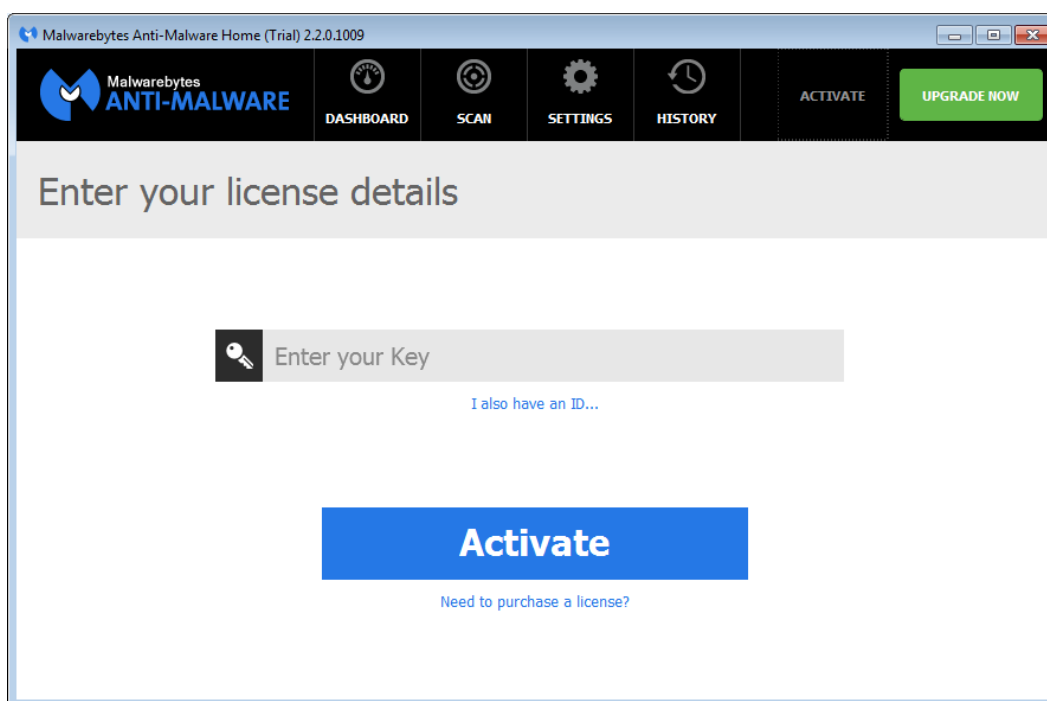 Malwarebytes Anti-Malware Home (Trial) 2.2.0.1009
Malwarebytes
ANTI-MALWARE
DASHBOARD
SCAN
SETTINGS
HISTORY
ACTIVATE
UPGRADE NOW
Enter your license details
Enter your Key
I also have an ID...
Activate
Need to purchase a license?